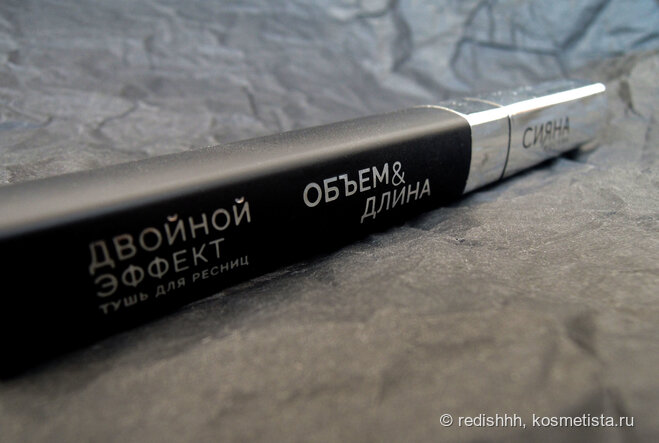 ДВОЙНОЙ
ЭФФЕКТ
ТУШЬ ДЛЯ РЕСНИЦ
ОБЪЕМ&
ДЛИНА
СИЯНА
© redishhh, kosmetista.ru